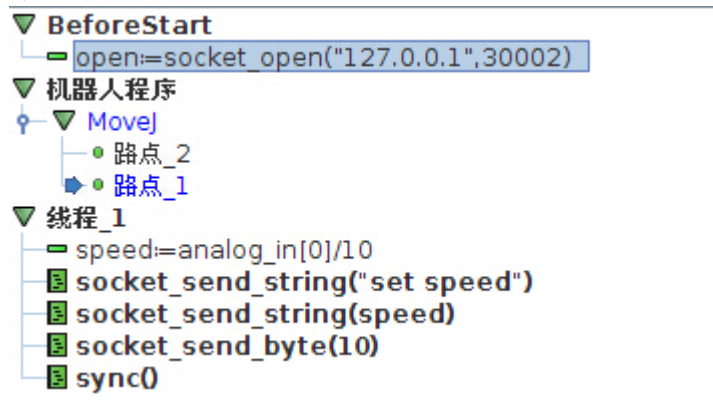 BeforeStart
open:=socket_open("127.0.0.1",30002)
机器人程序
MoveJ
路点_2
路点_1
线程_1
speed:=analog_in[0]/10
socket_send_string("set speed")
socket_send_string(speed)
socket_send_byte(10)
sync()